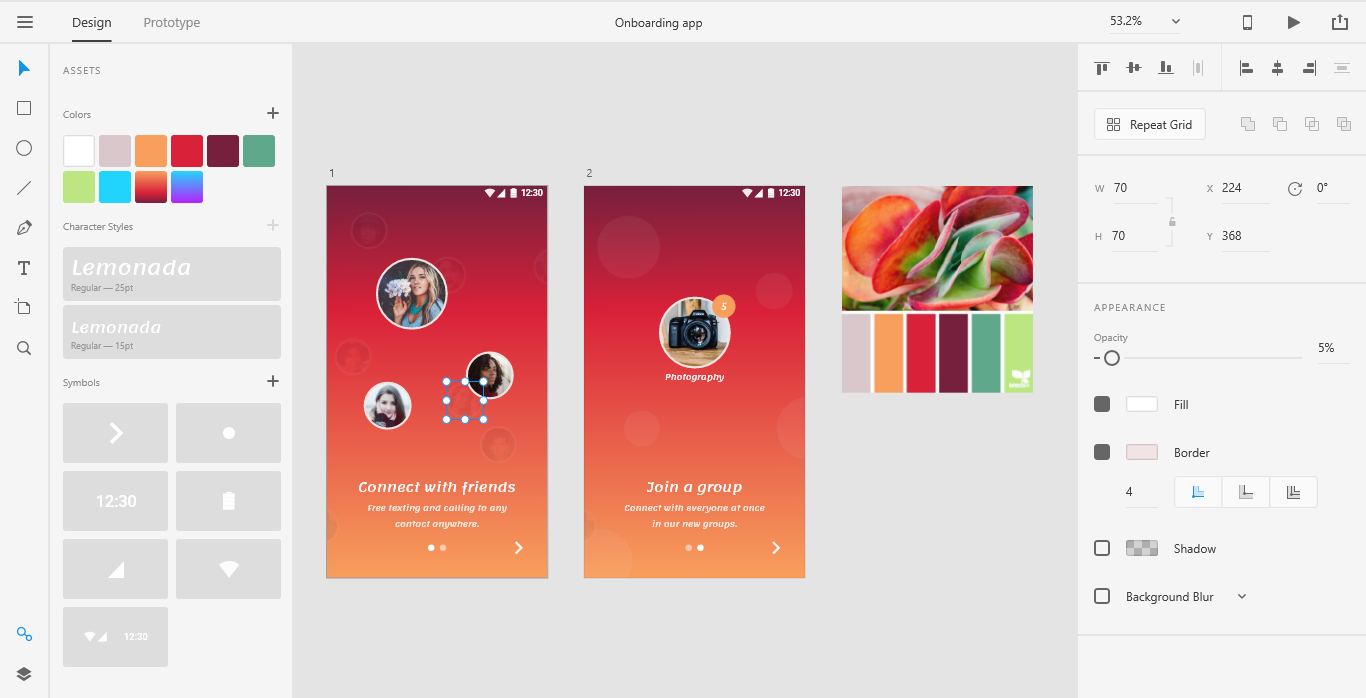 Design
Prototype
Onboarding app
53.2%
ASSETS
Colors
Character Styles
Lemonada
Regular — 25pt
Lemonada
Regular — 15pt
Symbols
12:30
12:30
1
12:30
Connect with friends
Free texting and calling to any
contact anywhere.
2
12:30
5
Photography
Join a group
Connect with everyone at once
in our new groups.
Repeat Grid
W 70
X 224
0°
H 70
Y 368
APPEARANCE
Opacity
5%
Fill
Border
4
Shadow
Background Blur